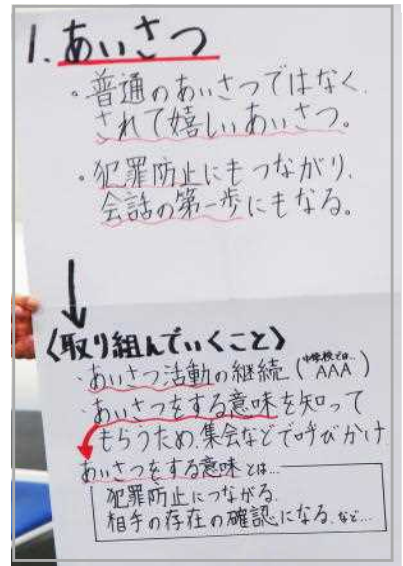 1. あいさつ
・普通のあいさつではなく、
されて嬉しいあいさつ。
・犯罪防止にもつながり、
会話の第一歩にもなる。
↓
〈取り組んでいくこと〉
・あいさつ活動の継続(中学校では… AAA)
・あいさつをする意味を知って
もらうため集会などで呼びかけ
あいさつをする意味とは…
犯罪防止につながる、
相手の存在の確認になる、など…